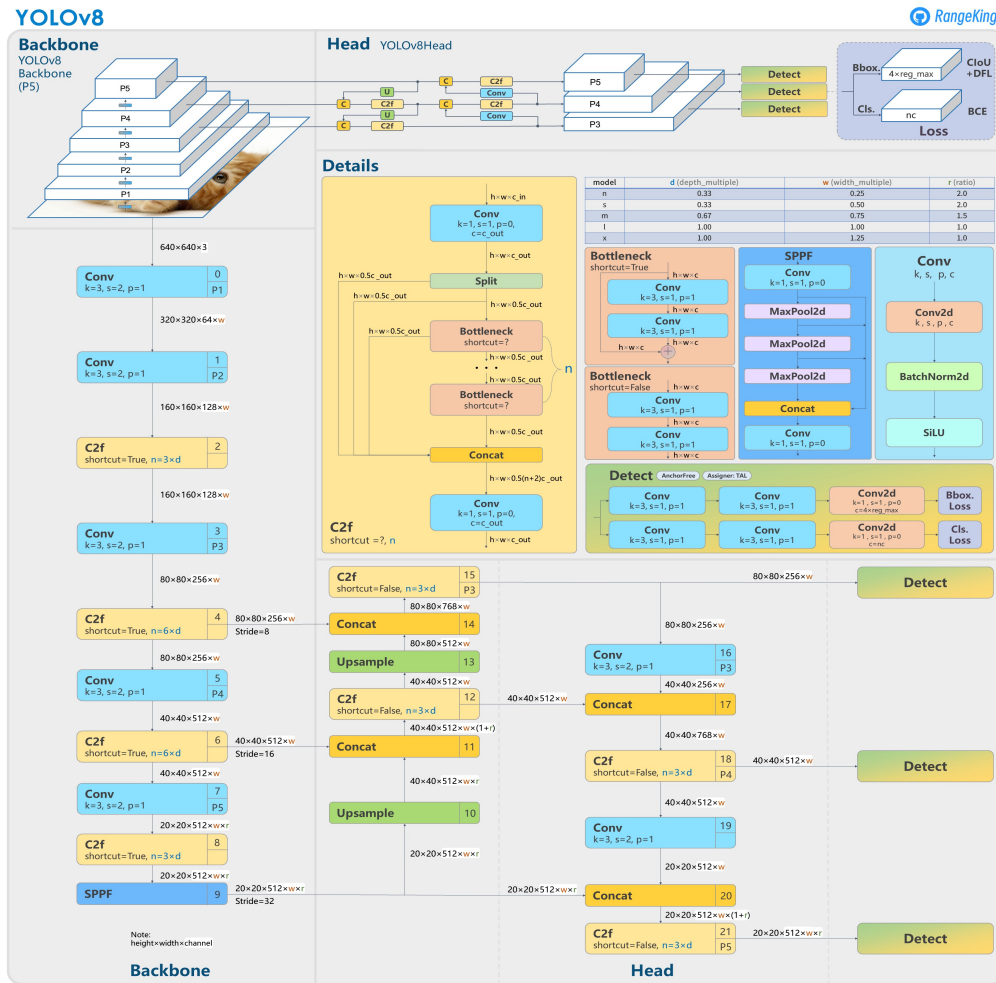 YOLOv8
RangeKing
Backbone
YOLOv8
Backbone
(P5)
P5
P4
P3
P2
P1
Head YOLOv8Head
C
C2f
U
Conv
C
C2f
C
C2f
U
Conv
C
C2f
P5
P4
P3
Detect
Detect
Detect
Bbox.
4×reg_max
CIoU
+DFL
Cls.
nc
BCE
Loss
640×640×3
Conv
k=3, s=2, p=1
0
P1
320×320×64×w
Conv
k=3, s=2, p=1
1
P2
160×160×128×w
C2f
shortcut=True, n=3×d
2
160×160×128×w
Conv
k=3, s=2, p=1
3
P3
80×80×256×w
C2f
shortcut=True, n=6×d
4
80×80×256×w
Stride=8
80×80×256×w
Conv
k=3, s=2, p=1
5
P4
40×40×512×w
C2f
shortcut=True, n=6×d
6
40×40×512×w
Stride=16
40×40×512×w
Conv
k=3, s=2, p=1
7
P5
20×20×512×w×r
C2f
shortcut=True, n=3×d
8
20×20×512×w×r
SPPF
9
20×20×512×w×r
Stride=32
Note:
height×width×channel
Backbone
Details
h×w×c_in
Conv
k=1, s=1, p=0,
c=c_out
h×w×c_out
Split
h×w×0.5c_out
h×w×0.5c_out
h×w×0.5c_out
h×w×0.5c_out
Bottleneck
shortcut=?
h×w×0.5c_out
• • •
h×w×0.5c_out
Bottleneck
shortcut=?
n
h×w×0.5c_out
Concat
h×w×0.5(n+2)c_out
Conv
k=1, s=1, p=0,
c=c_out
h×w×c_out
C2f
shortcut =?, n
model d (depth_multiple) w (width_multiple) r (ratio)
n 0.33 0.25 2.0
s 0.33 0.50 2.0
m 0.67 0.75 1.5
l 1.00 1.00 1.0
x 1.00 1.25 1.0
Bottleneck
shortcut=True
h×w×c
Conv
k=3, s=1, p=1
Conv
k=3, s=1, p=1
h×w×c
+
h×w×c
Bottleneck
shortcut=False
h×w×c
Conv
k=3, s=1, p=1
Conv
k=3, s=1, p=1
h×w×c
SPPF
Conv
k=1, s=1, p=0
MaxPool2d
MaxPool2d
MaxPool2d
Concat
Conv
k=1, s=1, p=0
Conv
k, s, p, c
Conv2d
k, s, p, c
BatchNorm2d
SiLU
Detect
AnchorFree
Assigner: TAL
Conv
k=3, s=1, p=1
Conv
k=3, s=1, p=1
Conv2d
k=1 , s=1 , p=0
c=4×reg_max
Bbox.
Loss
Conv
k=3, s=1, p=1
Conv
k=3, s=1, p=1
Conv2d
k=1 , s=1 , p=0
c=nc
Cls.
Loss
C2f
shortcut=False, n=3×d
15
P3
80×80×256×w
Detect
80×80×768×w
Concat
14
80×80×512×w
Upsample
13
40×40×512×w
C2f
shortcut=False, n=3×d
12
40×40×512×w
40×40×512×w×(1+r)
Concat
11
40×40×512×w×r
Upsample
10
20×20×512×w×r
80×80×256×w
Conv
k=3, s=2, p=1
16
P3
40×40×256×w
Concat
17
40×40×768×w
C2f
shortcut=False, n=3×d
18
P4
40×40×512×w
Detect
40×40×512×w
Conv
k=3, s=2, p=1
19
20×20×512×w
20×20×512×w×r
Concat
20
20×20×512×w×(1+r)
C2f
shortcut=False, n=3×d
21
P5
20×20×512×w×r
Detect
Head